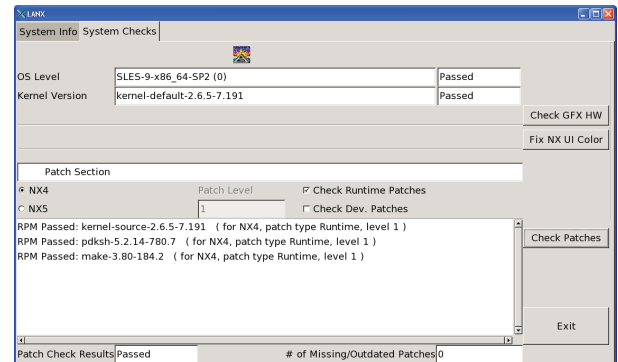 LANX
System Info System Checks
OS Level SLES-9-x86_64-SP2 (0) Passed
Kernel Version kernel-default-2.6.5-7.191 Passed
Check GFX HW
Fix NX UI Color
Patch Section
NX4 Patch Level Check Runtime Patches
NX5 1 Check Dev. Patches
RPM Passed: kernel-source-2.6.5-7.191 ( for NX4, patch type Runtime, level 1 )
RPM Passed: pdksh-5.2.14-780.7 ( for NX4, patch type Runtime, level 1 )
RPM Passed: make-3.80-184.2 ( for NX4, patch type Runtime, level 1 )
Check Patches
Exit
Patch Check Results Passed # of Missing/Outdated Patches 0